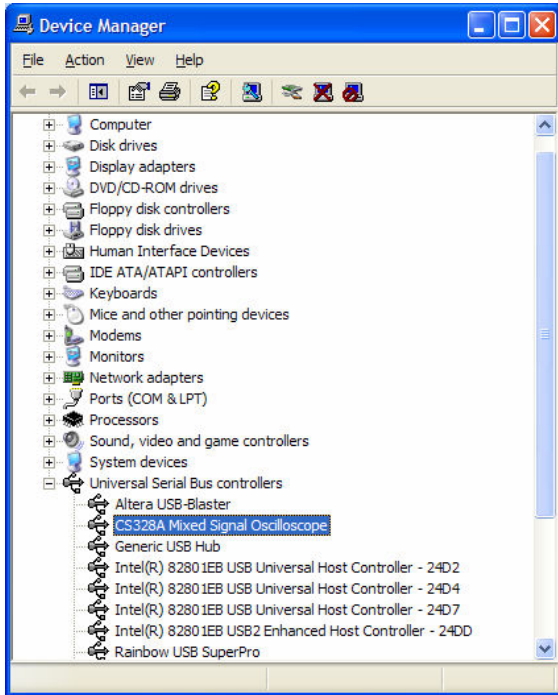 Device Manager
File Action View Help
Computer
Disk drives
Display adapters
DVD/CD-ROM drives
Floppy disk controllers
Floppy disk drives
Human Interface Devices
IDE ATA/ATAPI controllers
Keyboards
Mice and other pointing devices
Modems
Monitors
Network adapters
Ports (COM & LPT)
Processors
Sound, video and game controllers
System devices
Universal Serial Bus controllers
Altera USB-Blaster
CS328A Mixed Signal Oscilloscope
Generic USB Hub
Intel(R) 82801EB USB Universal Host Controller - 24D2
Intel(R) 82801EB USB Universal Host Controller - 24D4
Intel(R) 82801EB USB Universal Host Controller - 24D7
Intel(R) 82801EB USB2 Enhanced Host Controller - 24DD
Rainbow USB SuperPro